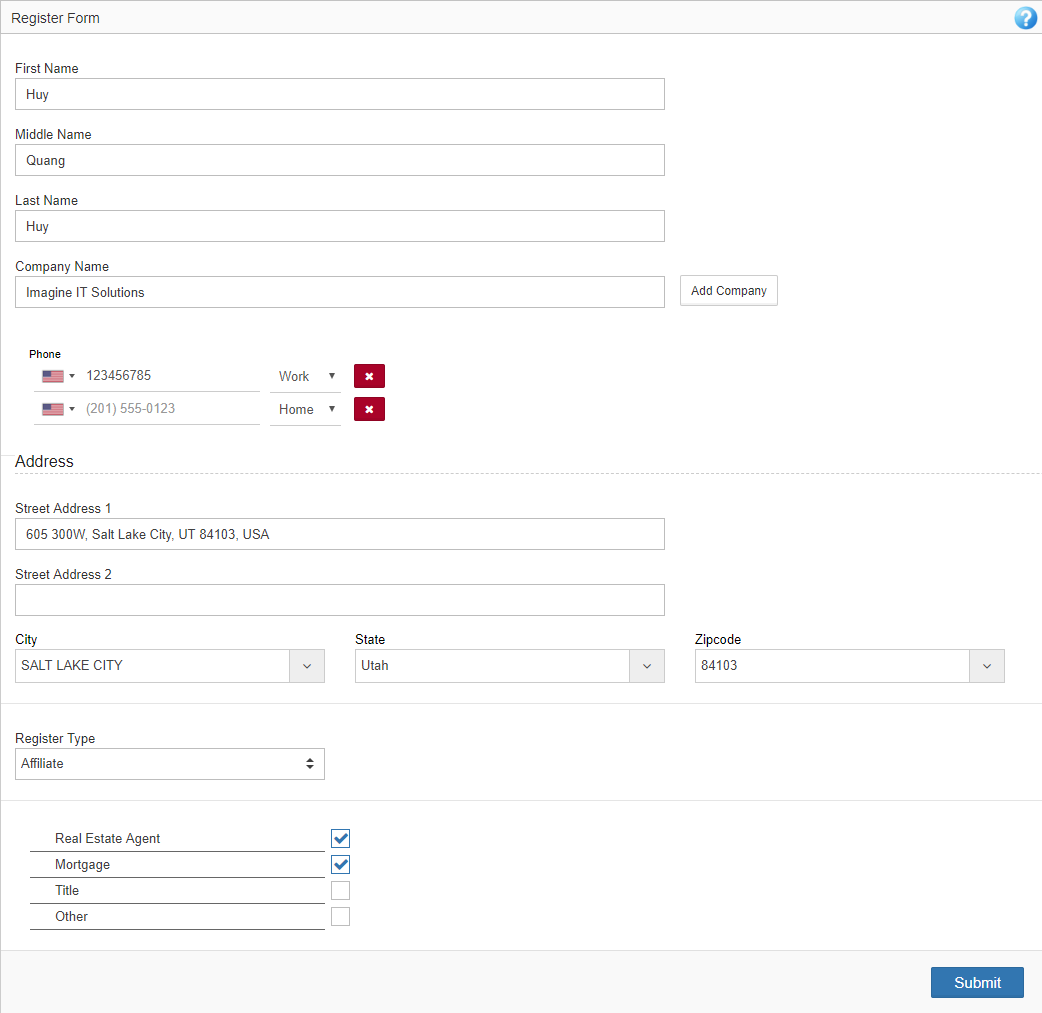 Register Form ?
First Name
Huy
Middle Name
Quang
Last Name
Huy
Company Name
Imagine IT Solutions Add Company
Phone
123456785 Work
(201) 555-0123 Home
Address
Street Address 1
605 300W, Salt Lake City, UT 84103, USA
Street Address 2
City State Zipcode
SALT LAKE CITY Utah 84103
Register Type
Affiliate
Real Estate Agent
Mortgage
Title
Other
Submit